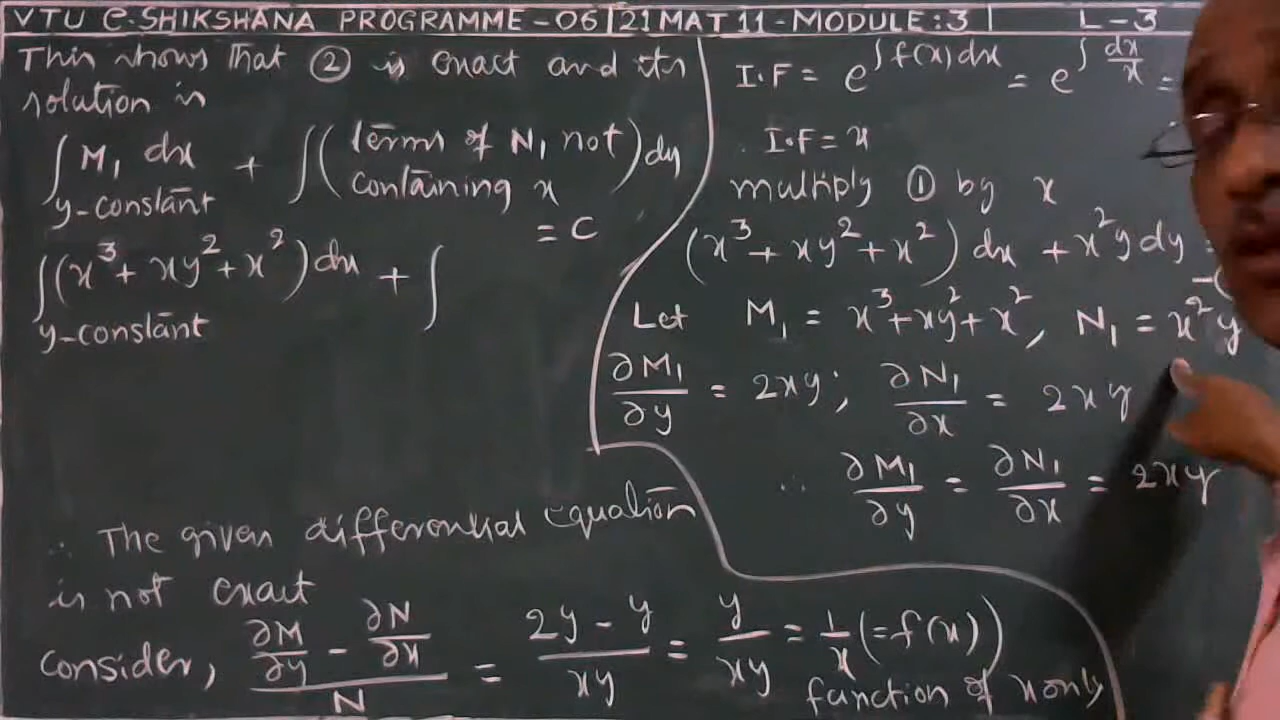 VTU e-SHIKSHANA PROGRAMME - 06 | 21MAT11 - MODULE : 3 | L - 3
This shows that ② is exact and its
solution is
∫ M₁ dx + ∫ (terms of N₁ not containing x) dy
y-constant
= C
∫ (x³ + xy² + x²) dx + ∫
y-constant
∴ The given differential equation
is not exact
consider, (∂M/∂y - ∂N/∂x)/N = (2y - y)/xy = y/xy = 1/x (= f(x))
function of x only
I.F = e^∫f(x)dx = e^∫dx/x =
I.F = x
multiply ① by x
(x³ + xy² + x²) dx + x²y dy =
Let M₁ = x³ + xy² + x², N₁ = x²y
∂M₁/∂y = 2xy ; ∂N₁/∂x = 2xy
∴ ∂M₁/∂y = ∂N₁/∂x = 2xy